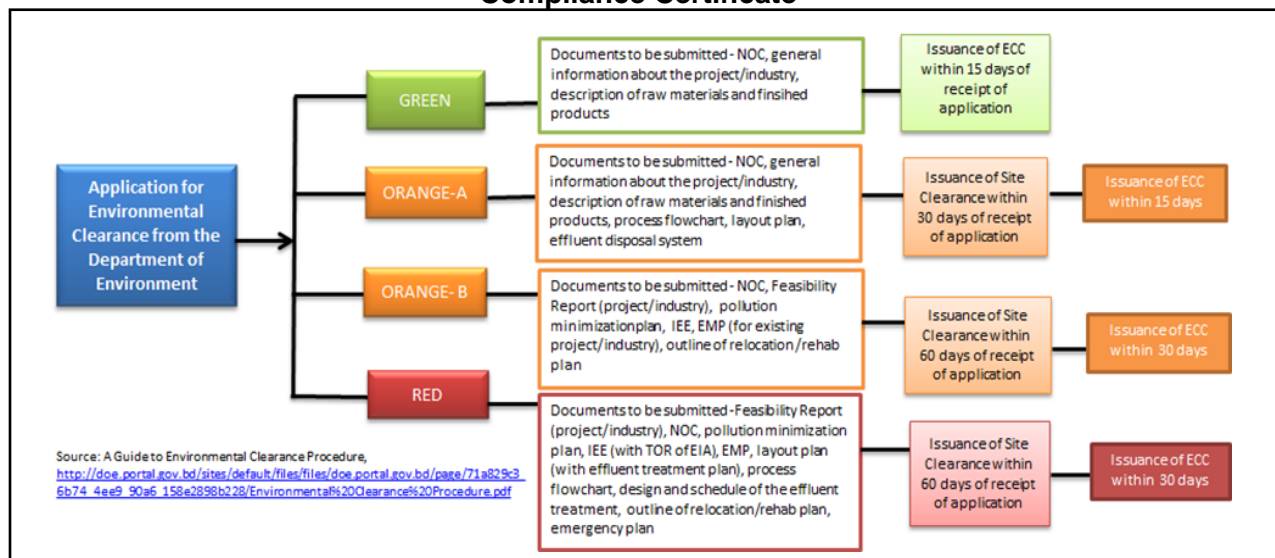 Compliance Certificate
Application for
Environmental
Clearance from the
Department of
Environment
GREEN
Documents to be submitted - NOC, general
information about the project/industry,
description of raw materials and finsihed
products
Issuance of ECC
within 15 days of
receipt of
application
ORANGE-A
Documents to be submitted - NOC, general
information about the project/industry,
description of raw materials and finished
products, process flowchart, layout plan,
effluent disposal system
Issuance of Site
Clearance within
30 days of receipt
of application
Issuance of ECC
within 15 days
ORANGE- B
Documents to be submitted - NOC, Feasibility
Report (project/industry), pollution
minimizationplan, IEE, EMP (for existing
project/industry), outline of relocation/rehab
plan
Issuance of Site
Clearance within
60 days of receipt
of application
Issuance of ECC
within 30 days
RED
Documents to be submitted -Feasibility Report
(project/industry), NOC, pollution minimization
plan, IEE (with TOR of EIA), EMP, layout plan
(with effluent treatment plan), process
flowchart, design and schedule of the effluent
treatment, outline of relocation/rehab plan,
emergency plan
Issuance of Site
Clearance within
60 days of receipt
of application
Issuance of ECC
within 30 days
Source: A Guide to Environmental Clearance Procedure,
http://doe.portal.gov.bd/sites/default/files/files/doe.portal.gov.bd/page/71a829c3_
6b74_4ee9_90a6_158e2898b228/Environmental%20Clearance%20Procedure.pdf